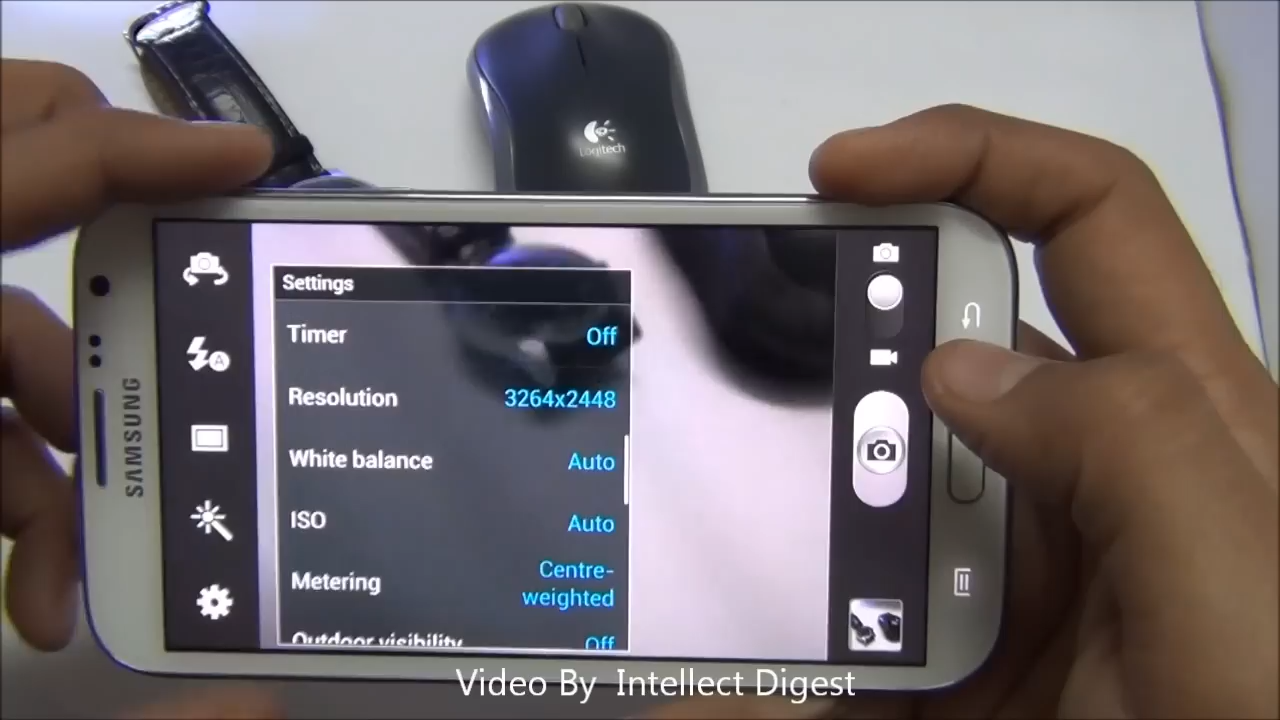 Logitech
SAMSUNG
Settings
Timer Off
Resolution 3264x2448
White balance Auto
ISO Auto
Metering Centre-
weighted
Outdoor visibility Off
Video By Intellect Digest